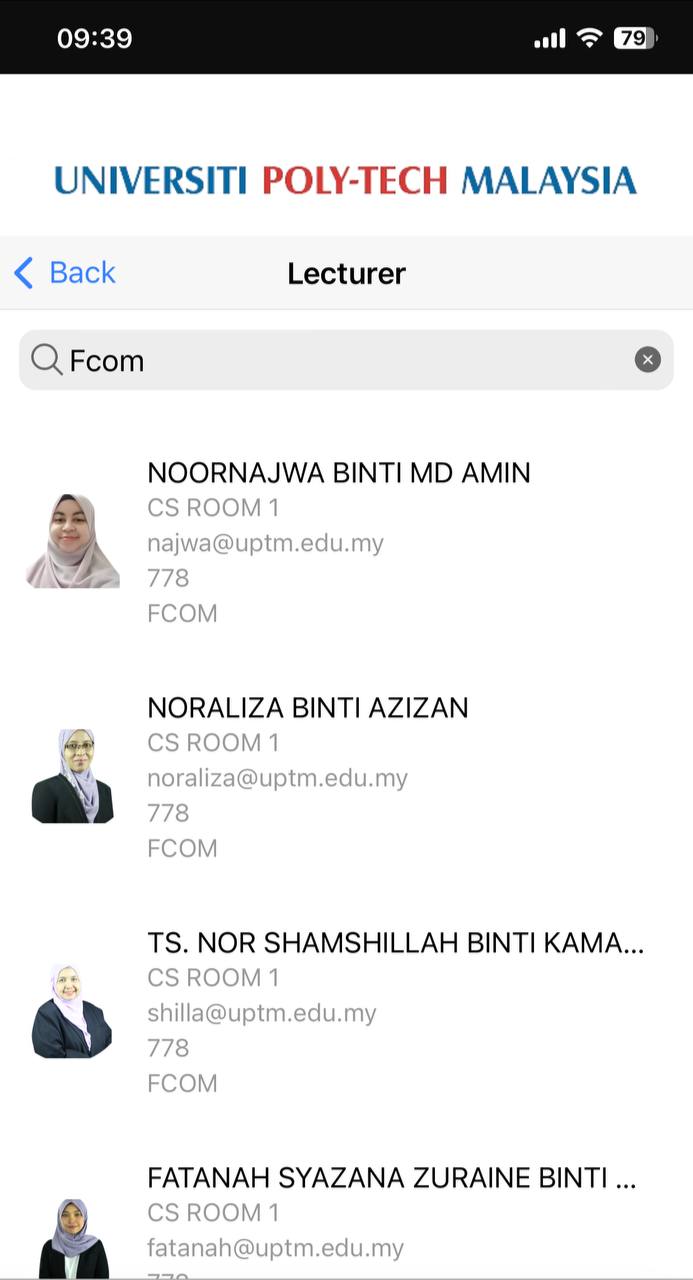 09:39
79
UNIVERSITI POLY-TECH MALAYSIA
Back
Lecturer
Fcom
NOORNAJWA BINTI MD AMIN
CS ROOM 1
najwa@uptm.edu.my
778
FCOM
NORALIZA BINTI AZIZAN
CS ROOM 1
noraliza@uptm.edu.my
778
FCOM
TS. NOR SHAMSHILLAH BINTI KAMA...
CS ROOM 1
shilla@uptm.edu.my
778
FCOM
FATANAH SYAZANA ZURAINE BINTI ...
CS ROOM 1
fatanah@uptm.edu.my